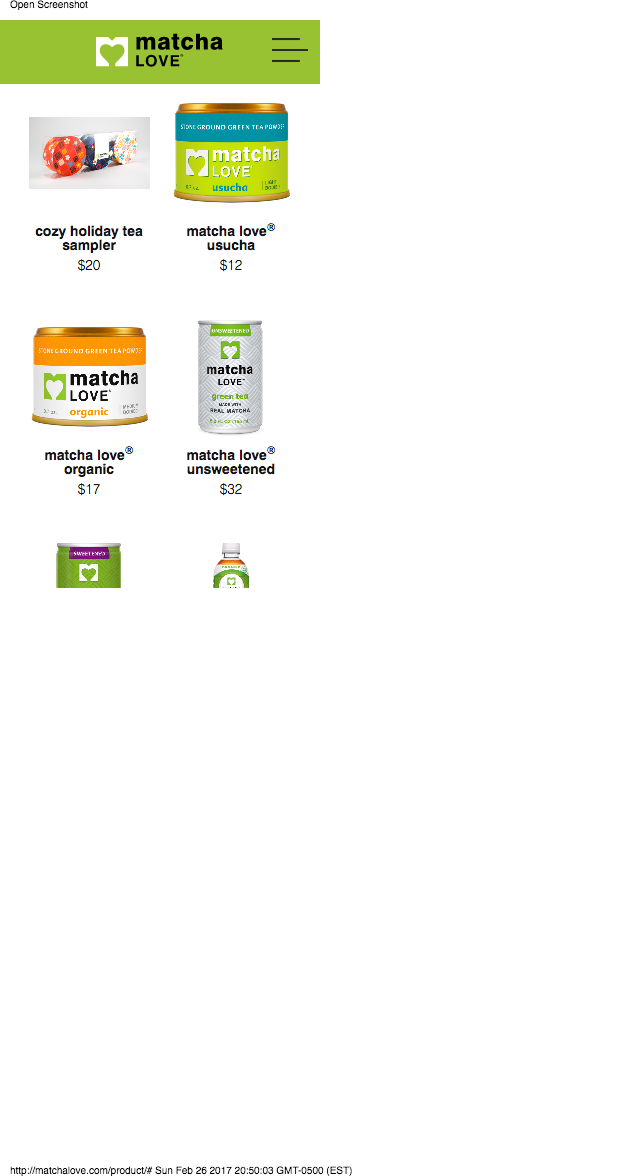 Open Screenshot
matcha
LOVE
STONE GROUND GREEN TEA POWDER
matcha
LOVE
usucha
cozy holiday tea
sampler
$20
matcha love®
usucha
$12
STONE GROUND GREEN TEA POWDER
matcha
LOVE
organic
matcha love®
organic
$17
UNSWEETENED
matcha
LOVE™
green tea
MADE WITH
REAL MATCHA
matcha love®
unsweetened
$32
SWEETENED
http://matchalove.com/product/# Sun Feb 26 2017 20:50:03 GMT-0500 (EST)